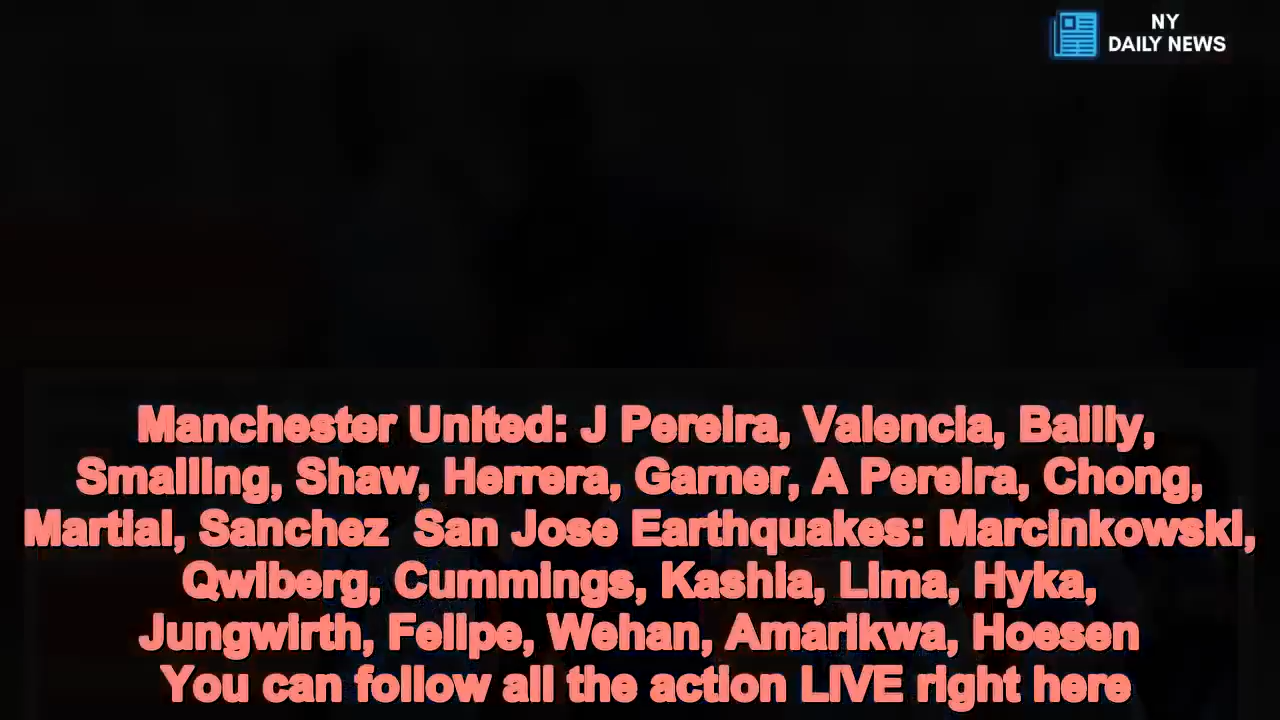 NY
DAILY NEWS
Manchester United: J Pereira, Valencia, Bailly,
Smalling, Shaw, Herrera, Garner, A Pereira, Chong,
Martial, Sanchez  San Jose Earthquakes: Marcinkowski,
Qwiberg, Cummings, Kashia, Lima, Hyka,
Jungwirth, Felipe, Wehan, Amarikwa, Hoesen
You can follow all the action LIVE right here